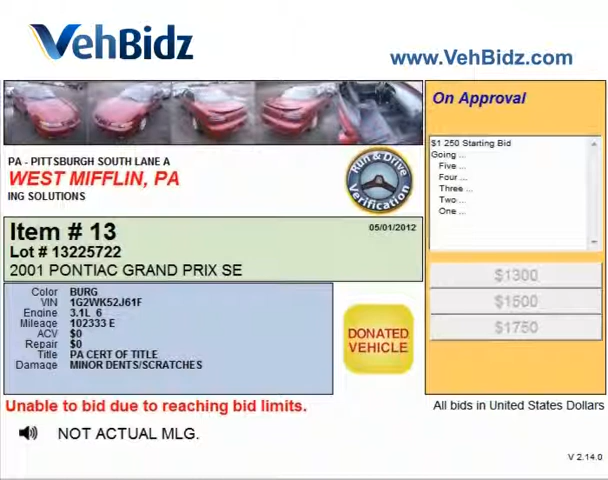 VehBidz
www.VehBidz.com
On Approval
$1 250 Starting Bid
Going ...
Five ...
Four ...
Three ...
Two ...
One ...
PA - PITTSBURGH SOUTH LANE A
WEST MIFFLIN, PA
ING SOLUTIONS
Run & Drive
Verification
Item # 13
05/01/2012
Lot # 13225722
2001 PONTIAC GRAND PRIX SE
$1300
$1500
$1750
Color BURG
VIN 1G2WK52J61F
Engine 3.1L 6
Mileage 102333 E
ACV $0
Repair $0
Title PA CERT OF TITLE
Damage MINOR DENTS/SCRATCHES
DONATED
VEHICLE
Unable to bid due to reaching bid limits.
All bids in United States Dollars
NOT ACTUAL MLG.
V 2.14.0